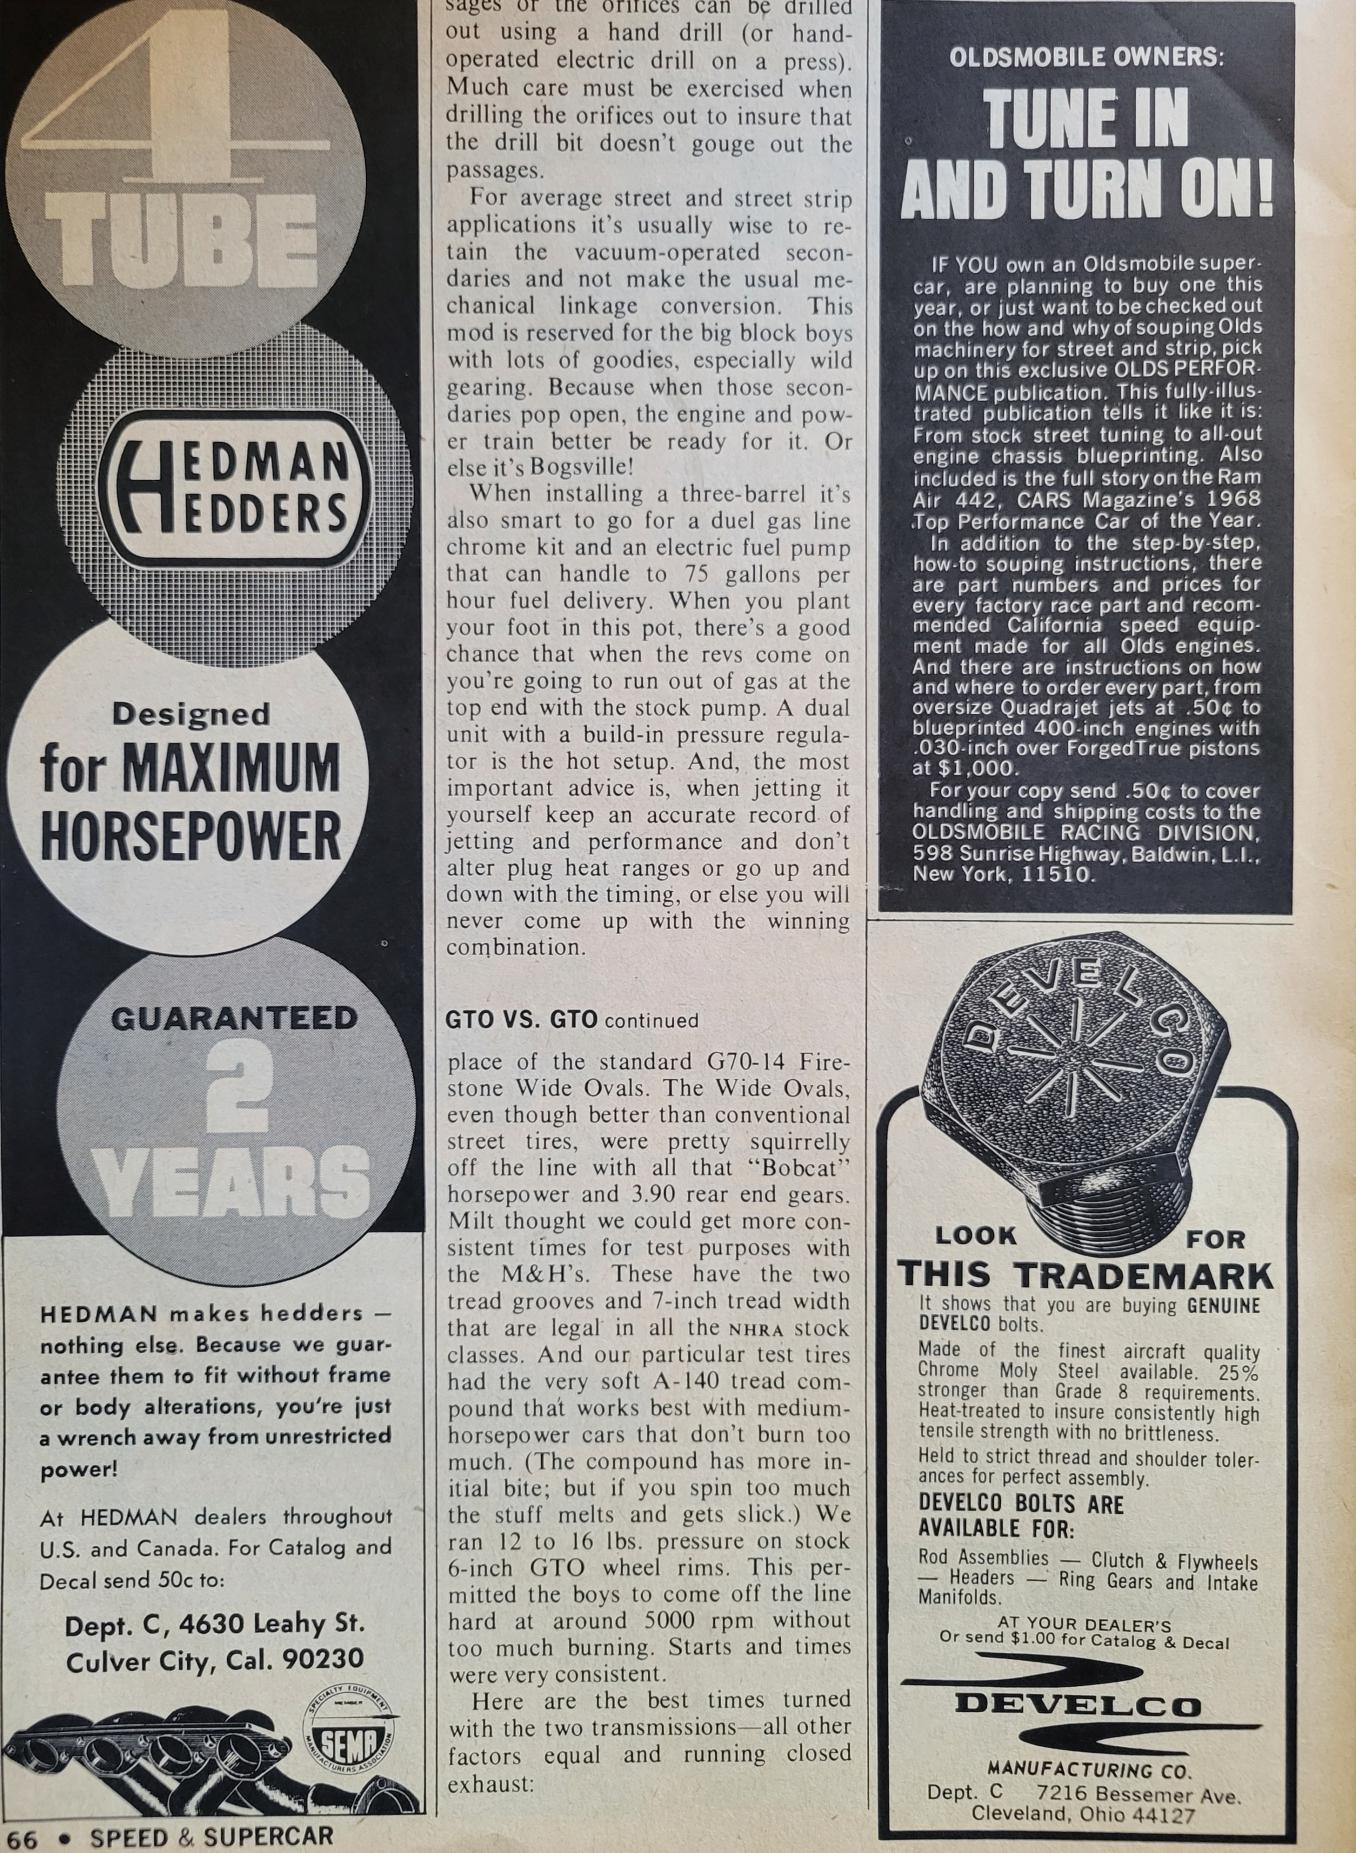 4
TUBE
HEDMAN
HEDDERS
Designed
for MAXIMUM
HORSEPOWER
GUARANTEED
2
YEARS
HEDMAN makes hedders —
nothing else. Because we guar-
antee them to fit without frame
or body alterations, you're just
a wrench away from unrestricted
power!
At HEDMAN dealers throughout
U.S. and Canada. For Catalog and
Decal send 50c to:
Dept. C, 4630 Leahy St.
Culver City, Cal. 90230
SPECIALTY EQUIPMENT
MEMBER
SEMA
MANUFACTURERS ASSOCIATION
66 • SPEED & SUPERCAR
sages or the orifices can be drilled
out using a hand drill (or hand-
operated electric drill on a press).
Much care must be exercised when
drilling the orifices out to insure that
the drill bit doesn't gouge out the
passages.
For average street and street strip
applications it's usually wise to re-
tain the vacuum-operated secon-
daries and not make the usual me-
chanical linkage conversion. This
mod is reserved for the big block boys
with lots of goodies, especially wild
gearing. Because when those secon-
daries pop open, the engine and pow-
er train better be ready for it. Or
else it's Bogsville!
When installing a three-barrel it's
also smart to go for a duel gas line
chrome kit and an electric fuel pump
that can handle to 75 gallons per
hour fuel delivery. When you plant
your foot in this pot, there's a good
chance that when the revs come on
you're going to run out of gas at the
top end with the stock pump. A dual
unit with a build-in pressure regula-
tor is the hot setup. And, the most
important advice is, when jetting it
yourself keep an accurate record of
jetting and performance and don't
alter plug heat ranges or go up and
down with the timing, or else you will
never come up with the winning
combination.
GTO VS. GTO continued
place of the standard G70-14 Fire-
stone Wide Ovals. The Wide Ovals,
even though better than conventional
street tires, were pretty squirrelly
off the line with all that “Bobcat”
horsepower and 3.90 rear end gears.
Milt thought we could get more con-
sistent times for test purposes with
the M&H's. These have the two
tread grooves and 7-inch tread width
that are legal in all the NHRA stock
classes. And our particular test tires
had the very soft A-140 tread com-
pound that works best with medium-
horsepower cars that don't burn too
much. (The compound has more in-
itial bite; but if you spin too much
the stuff melts and gets slick.) We
ran 12 to 16 lbs. pressure on stock
6-inch GTO wheel rims. This per-
mitted the boys to come off the line
hard at around 5000 rpm without
too much burning. Starts and times
were very consistent.
Here are the best times turned
with the two transmissions—all other
factors equal and running closed
exhaust:
OLDSMOBILE OWNERS:
TUNE IN
AND TURN ON!
IF YOU own an Oldsmobile super-
car, are planning to buy one this
year, or just want to be checked out
on the how and why of souping Olds
machinery for street and strip, pick
up on this exclusive OLDS PERFOR-
MANCE publication. This fully-illus-
trated publication tells it like it is:
From stock street tuning to all-out
engine chassis blueprinting. Also
included is the full story on the Ram
Air 442, CARS Magazine's 1968
Top Performance Car of the Year.
In addition to the step-by-step,
how-to souping instructions, there
are part numbers and prices for
every factory race part and recom-
mended California speed equip-
ment made for all Olds engines.
And there are instructions on how
and where to order every part, from
oversize Quadrajet jets at .50¢ to
blueprinted 400-inch engines with
.030-inch over ForgedTrue pistons
at $1,000.
For your copy send .50¢ to cover
handling and shipping costs to the
OLDSMOBILE RACING DIVISION,
598 Sunrise Highway, Baldwin, L.I.,
New York, 11510.
DEVELCO
LOOK FOR
THIS TRADEMARK
It shows that you are buying GENUINE
DEVELCO bolts.
Made of the finest aircraft quality
Chrome Moly Steel available. 25%
stronger than Grade 8 requirements.
Heat-treated to insure consistently high
tensile strength with no brittleness.
Held to strict thread and shoulder toler-
ances for perfect assembly.
DEVELCO BOLTS ARE
AVAILABLE FOR:
Rod Assemblies — Clutch & Flywheels
— Headers — Ring Gears and Intake
Manifolds.
AT YOUR DEALER'S
Or send $1.00 for Catalog & Decal
DEVELCO
MANUFACTURING CO.
Dept. C 7216 Bessemer Ave.
Cleveland, Ohio 44127